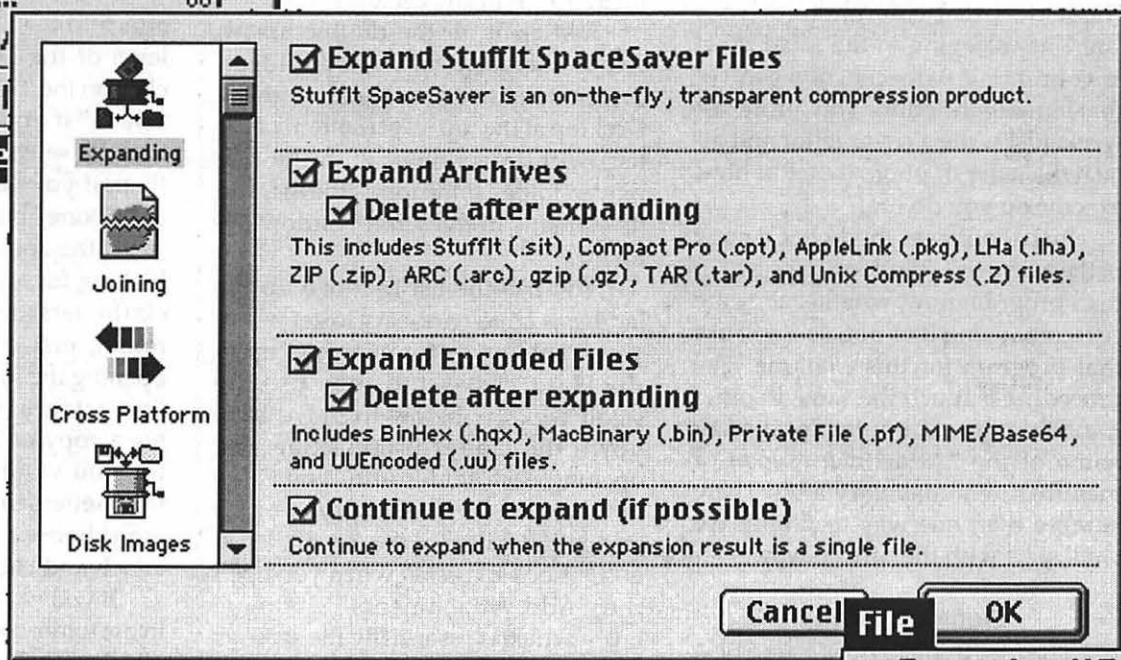 Expanding
Joining
Cross Platform
Disk Images
Expand StuffIt SpaceSaver Files
StuffIt SpaceSaver is an on-the-fly, transparent compression product.
Expand Archives
Delete after expanding
This includes StuffIt (.sit), Compact Pro (.cpt), AppleLink (.pkg), LHa (.lha),
ZIP (.zip), ARC (.arc), gzip (.gz), TAR (.tar), and Unix Compress (.Z) files.
Expand Encoded Files
Delete after expanding
Includes BinHex (.hqx), MacBinary (.bin), Private File (.pf), MIME/Base64,
and UUEncoded (.uu) files.
Continue to expand (if possible)
Continue to expand when the expansion result is a single file.
Cancel
File
OK